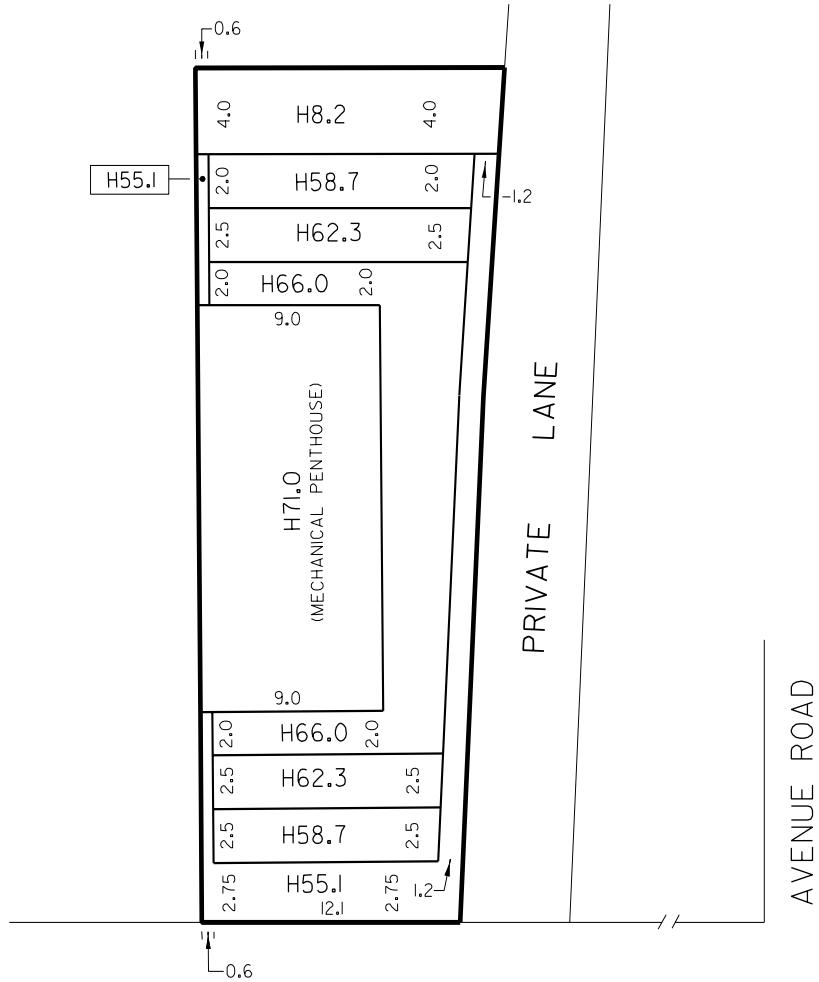 0.6
4.0 H8.2 4.0
H55.1
2.0 H58.7 2.0
1.2
2.5 H62.3 2.5
2.0 H66.0 2.0
9.0
H71.0
(MECHANICAL PENTHOUSE)
PRIVATE LANE
9.0
2.0 H66.0 2.0
2.5 H62.3 2.5
2.5 H58.7 2.5
2.75 H55.1 2.75
1.2
12.1
0.6
AVENUE ROAD